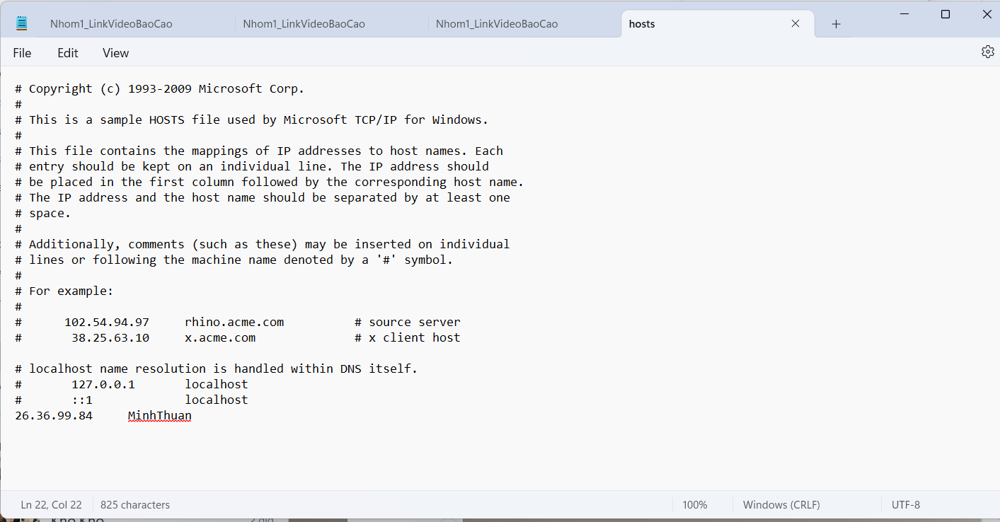 Nhom1_LinkVideoBaoCao
Nhom1_LinkVideoBaoCao
Nhom1_LinkVideoBaoCao
hosts
File
Edit
View
# Copyright (c) 1993-2009 Microsoft Corp.
#
# This is a sample HOSTS file used by Microsoft TCP/IP for Windows.
#
# This file contains the mappings of IP addresses to host names. Each
# entry should be kept on an individual line. The IP address should
# be placed in the first column followed by the corresponding host name.
# The IP address and the host name should be separated by at least one
# space.
#
# Additionally, comments (such as these) may be inserted on individual
# lines or following the machine name denoted by a '#' symbol.
#
# For example:
#
#      102.54.94.97     rhino.acme.com          # source server
#       38.25.63.10     x.acme.com              # x client host

# localhost name resolution is handled within DNS itself.
#       127.0.0.1       localhost
#       ::1             localhost
26.36.99.84     MinhThuan
Ln 22, Col 22
825 characters
100%
Windows (CRLF)
UTF-8